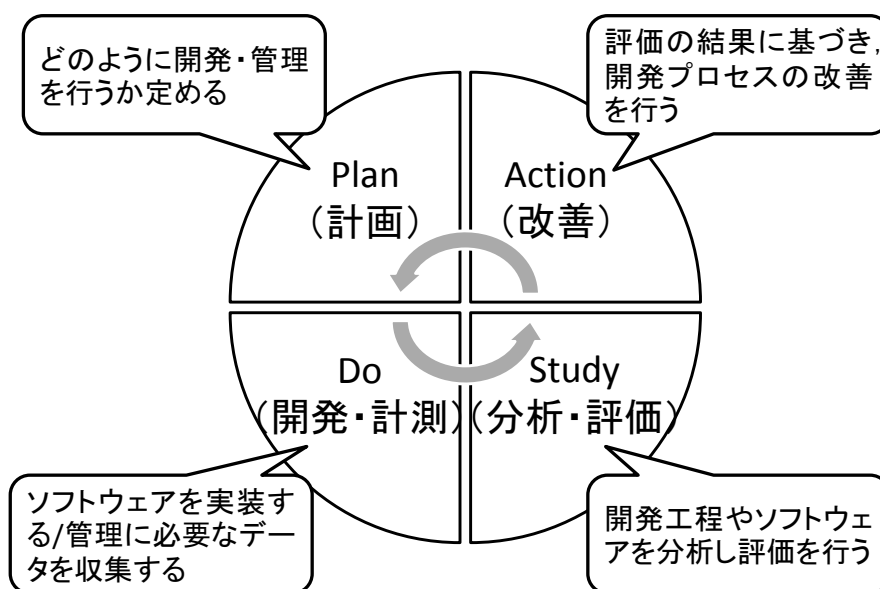 どのように開発・管理
を行うか定める
評価の結果に基づき,
開発プロセスの改善
を行う
Plan
（計画）
Action
（改善）
Do
（開発・計測）
Study
（分析・評価）
ソフトウェアを実装す
る/管理に必要なデー
タを収集する
開発工程やソフトウェ
アを分析し評価を行う